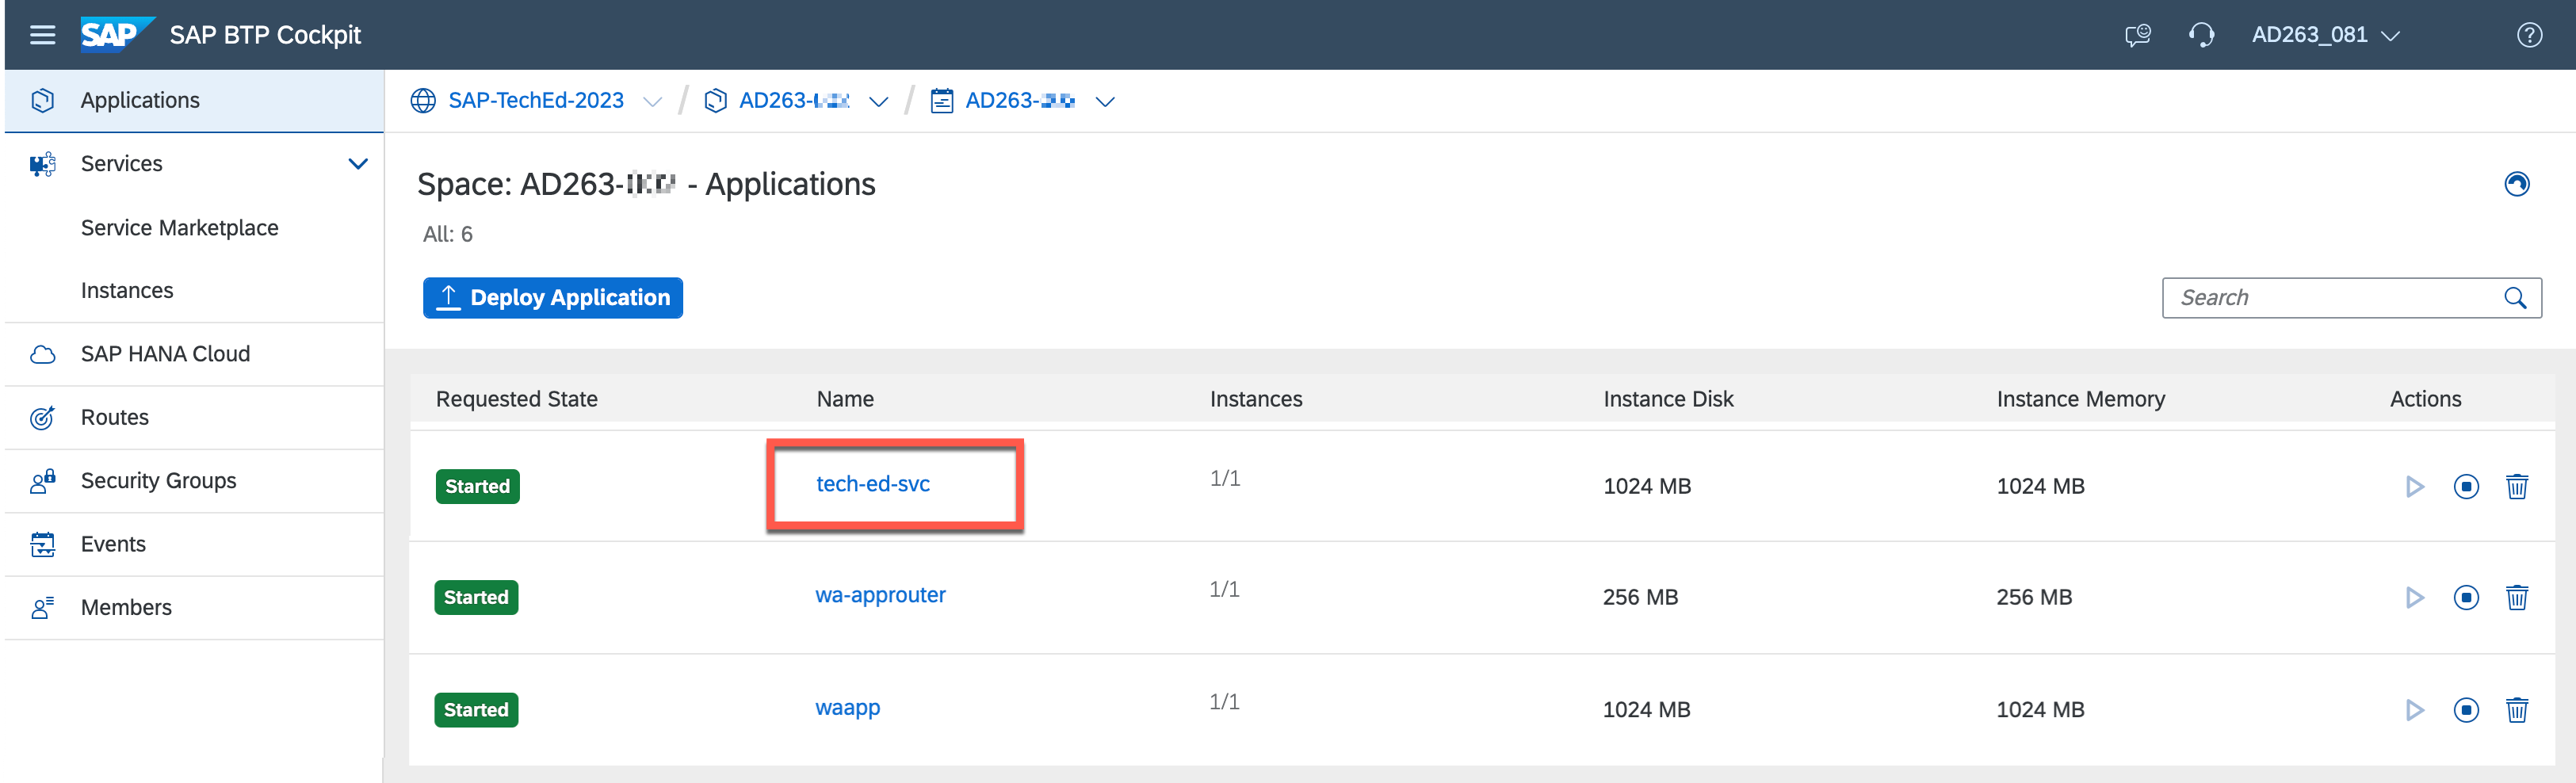 SAP SAP BTP Cockpit AD263_081
Applications
Services
Service Marketplace
Instances
SAP HANA Cloud
Routes
Security Groups
Events
Members
SAP-TechEd-2023 / AD263- / AD263-
Space: AD263- - Applications
All: 6
Deploy Application Search
Requested State Name Instances Instance Disk Instance Memory Actions
Started tech-ed-svc 1/1 1024 MB 1024 MB
Started wa-approuter 1/1 256 MB 256 MB
Started waapp 1/1 1024 MB 1024 MB